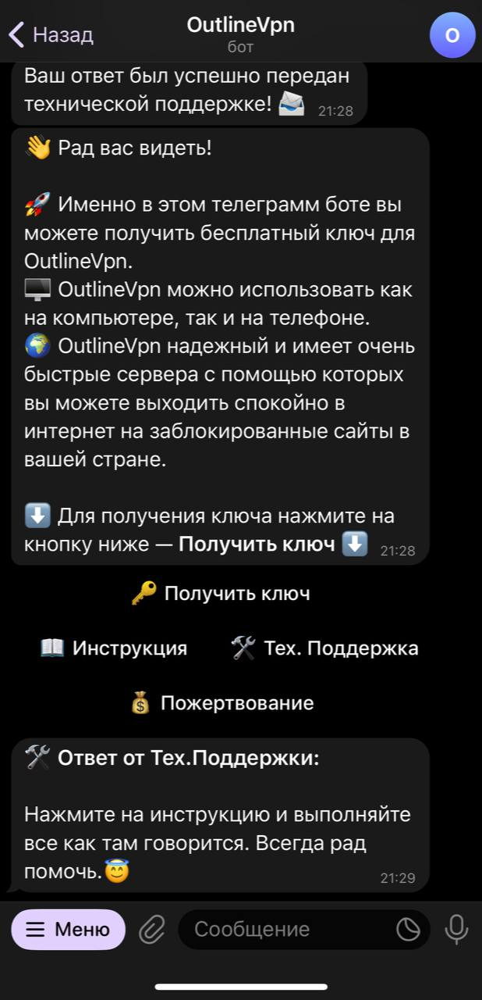 Назад
OutlineVpn
бот
O
Ваш ответ был успешно передан
технической поддержке! 📨 21:28
👋 Рад вас видеть!
🚀 Именно в этом телеграмм боте вы
можете получить бесплатный ключ для
OutlineVpn.
🖥 OutlineVpn можно использовать как
на компьютере, так и на телефоне.
🌍 OutlineVpn надежный и имеет очень
быстрые сервера с помощью которых
вы можете выходить спокойно в
интернет на заблокированные сайты в
вашей стране.
⬇️ Для получения ключа нажмите на
кнопку ниже — Получить ключ ⬇️ 21:28
🔑 Получить ключ
📖 Инструкция 🛠 Тех. Поддержка
💰 Пожертвование
🛠 Ответ от Тех.Поддержки:
Нажмите на инструкцию и выполняйте
все как там говорится. Всегда рад
помочь.😇 21:29
Меню Сообщение